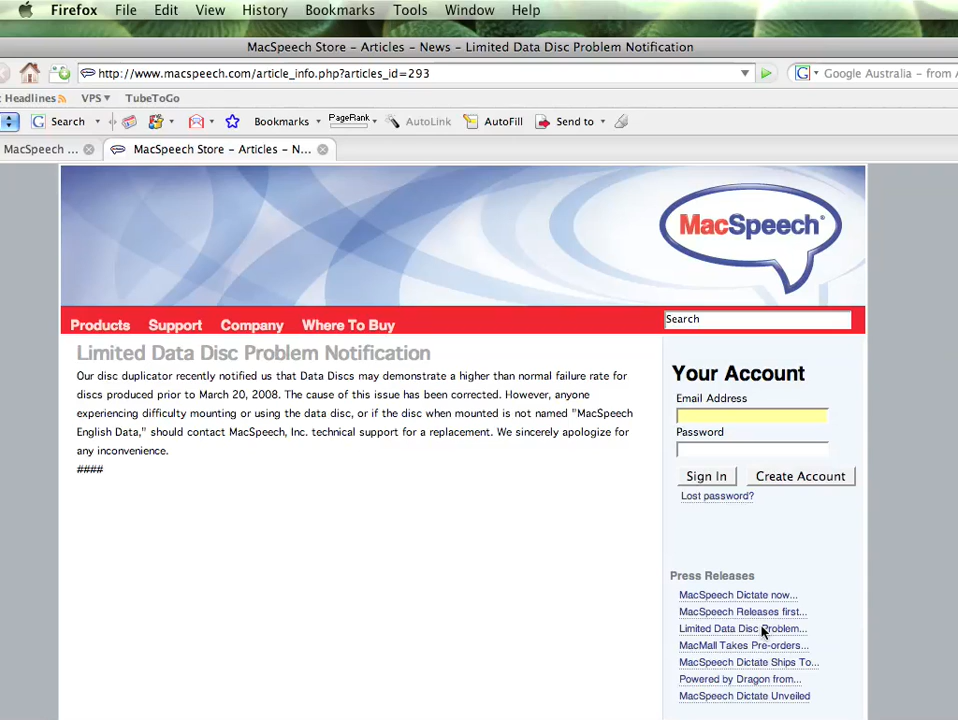 Firefox File Edit View History Bookmarks Tools Window Help
MacSpeech Store – Articles – News – Limited Data Disc Problem Notification
http://www.macspeech.com/article_info.php?articles_id=293
Google Australia – from
Headlines VPS TubeToGo
Search Bookmarks PageRank AutoLink AutoFill Send to
MacSpeech ... MacSpeech Store – Articles – N...
MacSpeech®
Products Support Company Where To Buy Search
Limited Data Disc Problem Notification
Our disc duplicator recently notified us that Data Discs may demonstrate a higher than normal failure rate for
discs produced prior to March 20, 2008. The cause of this issue has been corrected. However, anyone
experiencing difficulty mounting or using the data disc, or if the disc when mounted is not named "MacSpeech
English Data," should contact MacSpeech, Inc. technical support for a replacement. We sincerely apologize for
any inconvenience.
####
Your Account
Email Address
Password
Sign In Create Account
Lost password?
Press Releases
MacSpeech Dictate now...
MacSpeech Releases first...
Limited Data Disc Problem...
MacMall Takes Pre-orders...
MacSpeech Dictate Ships To...
Powered by Dragon from...
MacSpeech Dictate Unveiled